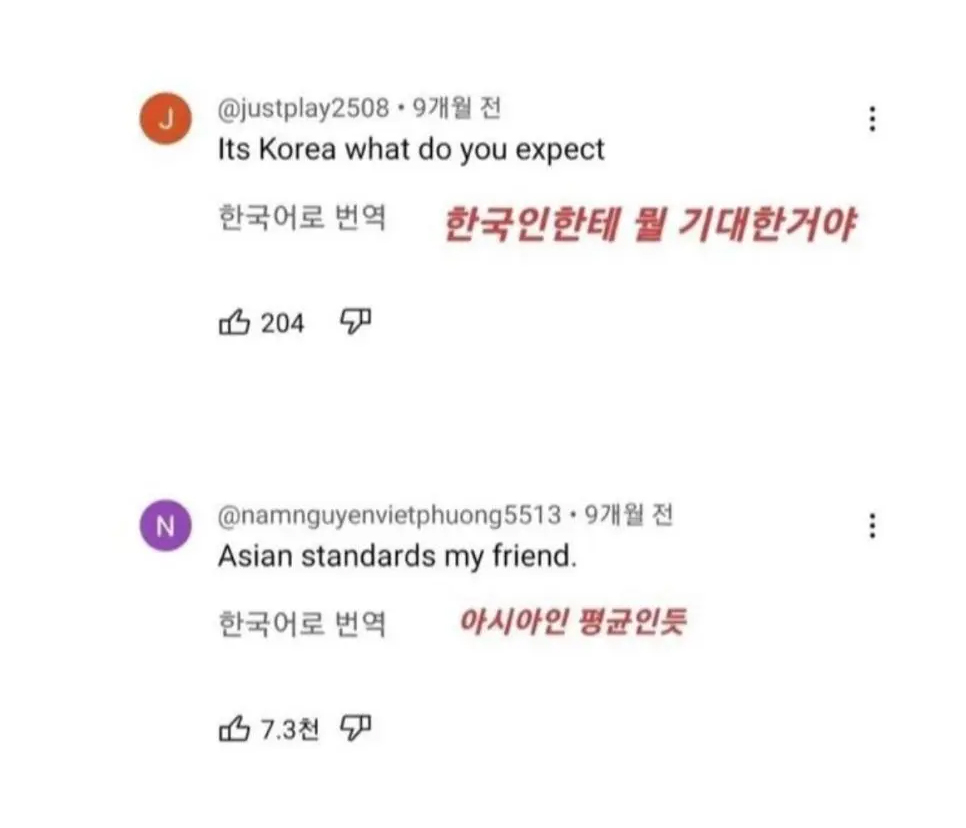 J
@justplay2508 • 9개월 전
Its Korea what do you expect
한국어로 번역 한국인한테 뭘 기대한거야
204
N
@namnguyenvietphuong5513 • 9개월 전
Asian standards my friend.
한국어로 번역 아시아인 평균인듯
7.3천